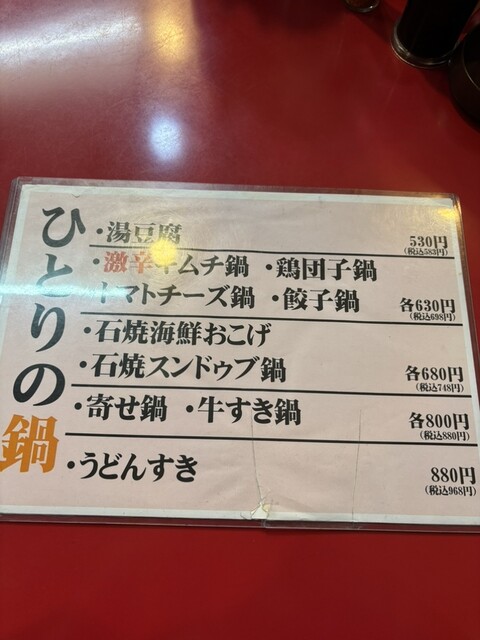 ひとりの鍋
・湯豆腐 530円
(税込583円)
・激辛キムチ鍋 ・鶏団子鍋
トマトチーズ鍋 ・餃子鍋 各630円
(税込698円)
・石焼海鮮おこげ
・石焼スンドゥブ鍋 各680円
(税込748円)
・寄せ鍋 ・牛すき鍋 各800円
(税込880円)
・うどんすき 880円
(税込968円)